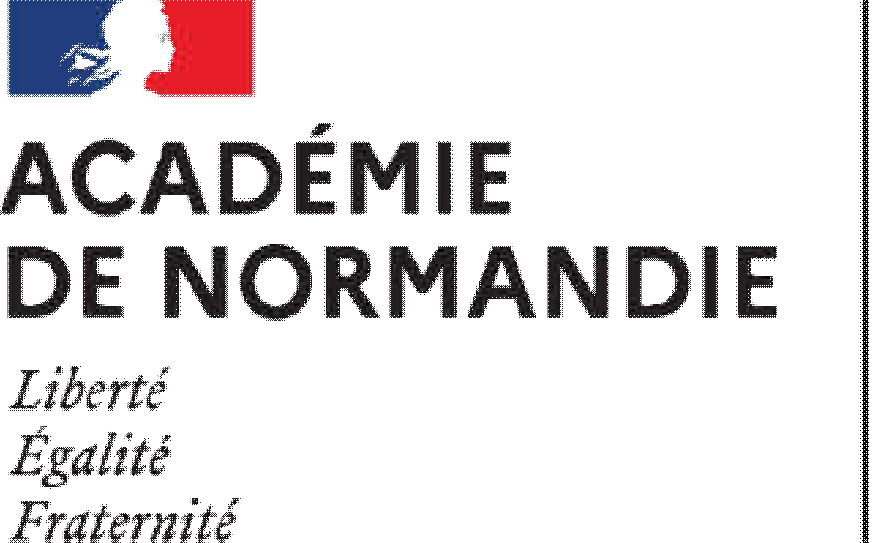 ACADÉMIE
DE NORMANDIE
Liberté
Égalité
Fraternité